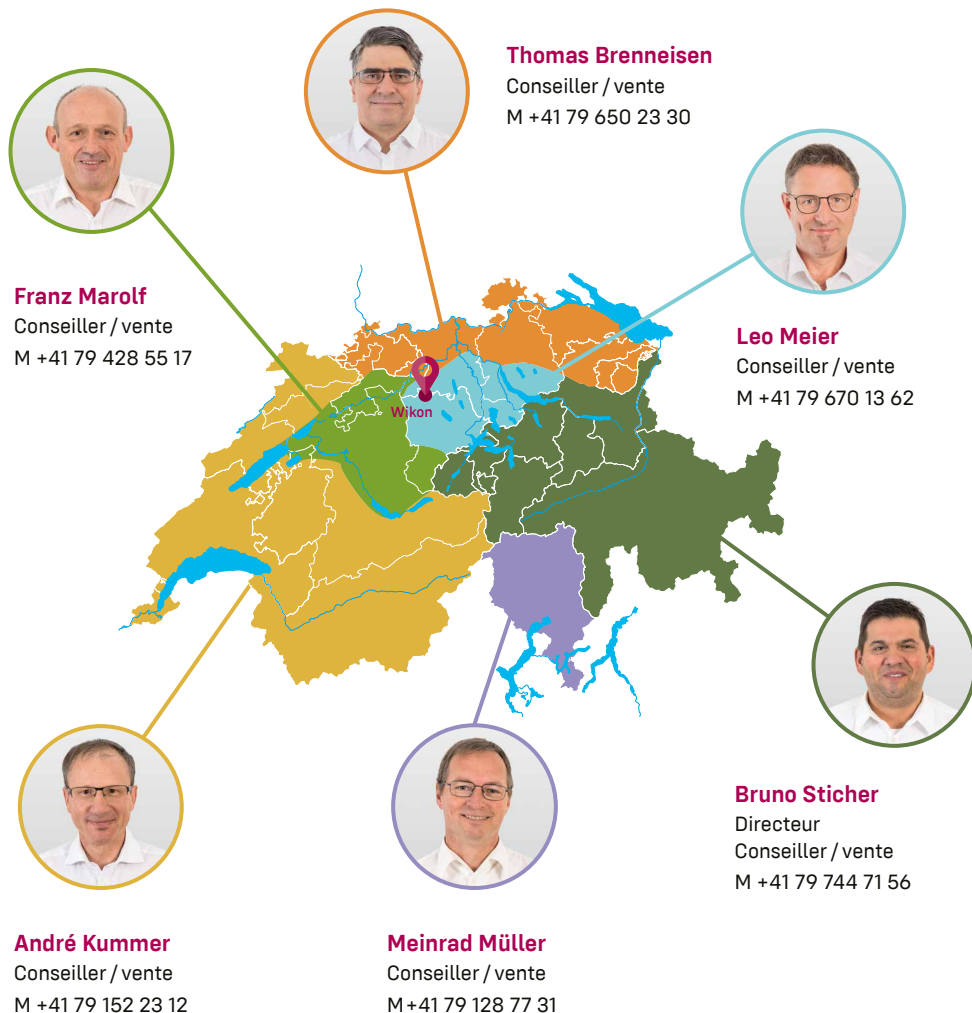 Thomas Brenneisen
Conseiller / vente
M +41 79 650 23 30
Franz Marolf
Conseiller / vente
M +41 79 428 55 17
Leo Meier
Conseiller / vente
M +41 79 670 13 62
Wikon
Bruno Sticher
Directeur
Conseiller / vente
M +41 79 744 71 56
André Kummer
Conseiller / vente
M +41 79 152 23 12
Meinrad Müller
Conseiller / vente
M +41 79 128 77 31